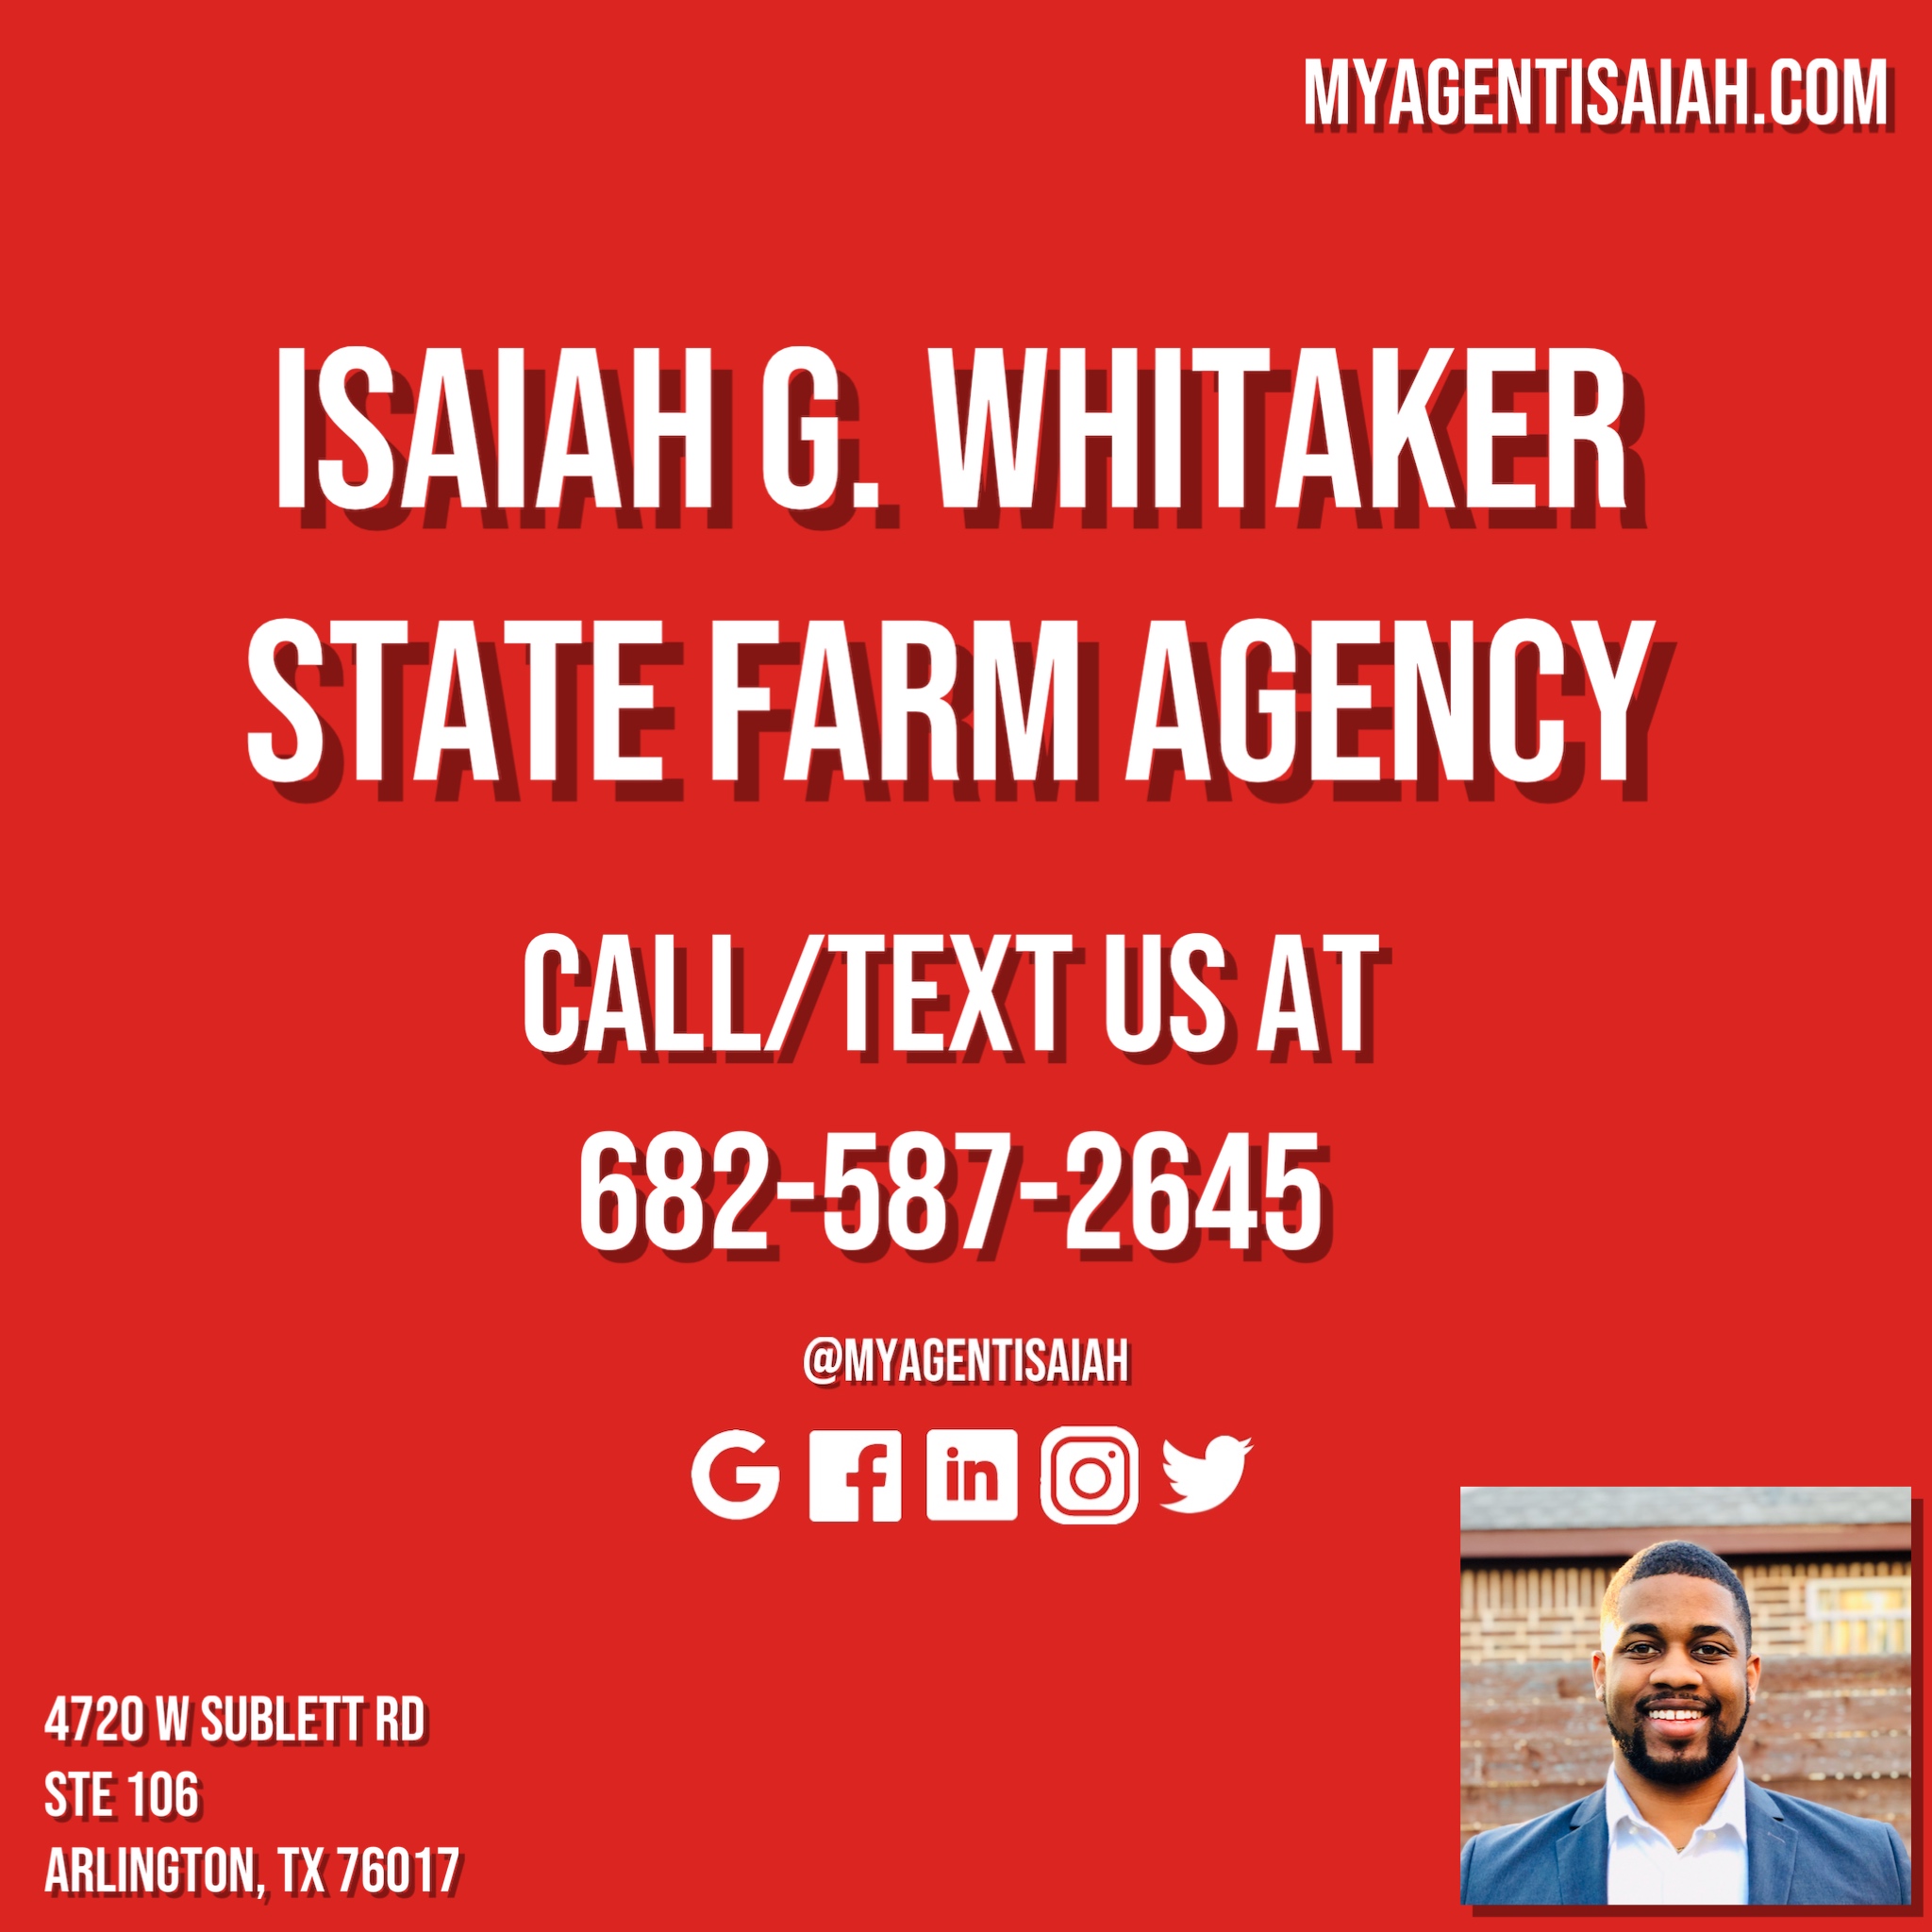 MYAGENTISAIAH.COM
ISAIAH G. WHITAKER
STATE FARM AGENCY
CALL/TEXT US AT
682-587-2645
@MYAGENTISAIAH
4720 W SUBLETT RD
STE 106
ARLINGTON, TX 76017